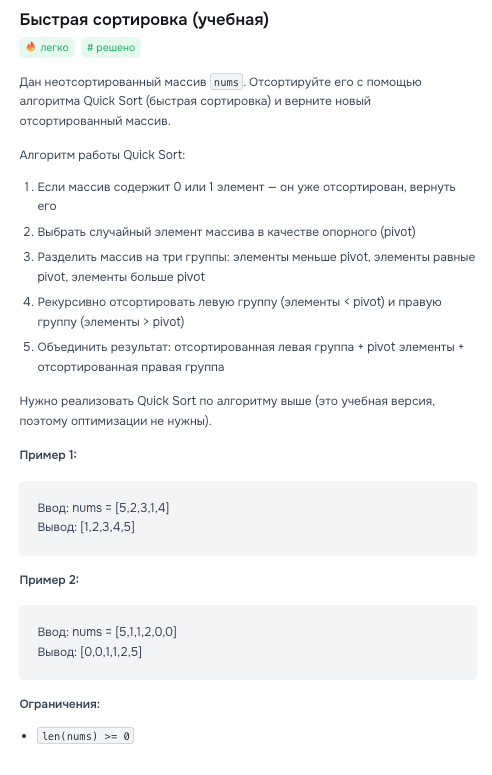 Быстрая сортировка (учебная)
🔥 легко # решено
Дан неотсортированный массив nums. Отсортируйте его с помощью
алгоритма Quick Sort (быстрая сортировка) и верните новый
отсортированный массив.
Алгоритм работы Quick Sort:
1. Если массив содержит 0 или 1 элемент — он уже отсортирован, вернуть
его
2. Выбрать случайный элемент массива в качестве опорного (pivot)
3. Разделить массив на три группы: элементы меньше pivot, элементы равные
pivot, элементы больше pivot
4. Рекурсивно отсортировать левую группу (элементы < pivot) и правую
группу (элементы > pivot)
5. Объединить результат: отсортированная левая группа + pivot элементы +
отсортированная правая группа
Нужно реализовать Quick Sort по алгоритму выше (это учебная версия,
поэтому оптимизации не нужны).
Пример 1:
Ввод: nums = [5,2,3,1,4]
Вывод: [1,2,3,4,5]
Пример 2:
Ввод: nums = [5,1,1,2,0,0]
Вывод: [0,0,1,1,2,5]
Ограничения:
• len(nums) >= 0